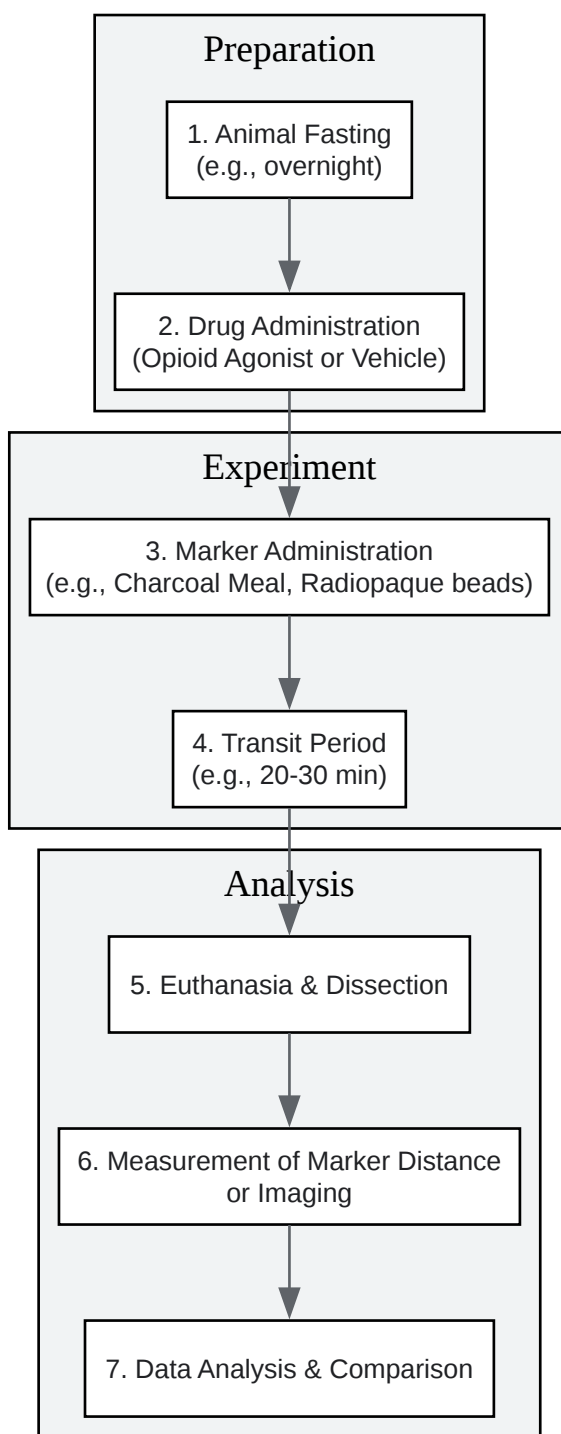 Preparation
1. Animal Fasting
(e.g., overnight)
2. Drug Administration
(Opioid Agonist or Vehicle)
Experiment
3. Marker Administration
(e.g., Charcoal Meal, Radiopaque beads)
4. Transit Period
(e.g., 20-30 min)
Analysis
5. Euthanasia & Dissection
6. Measurement of Marker Distance
or Imaging
7. Data Analysis & Comparison